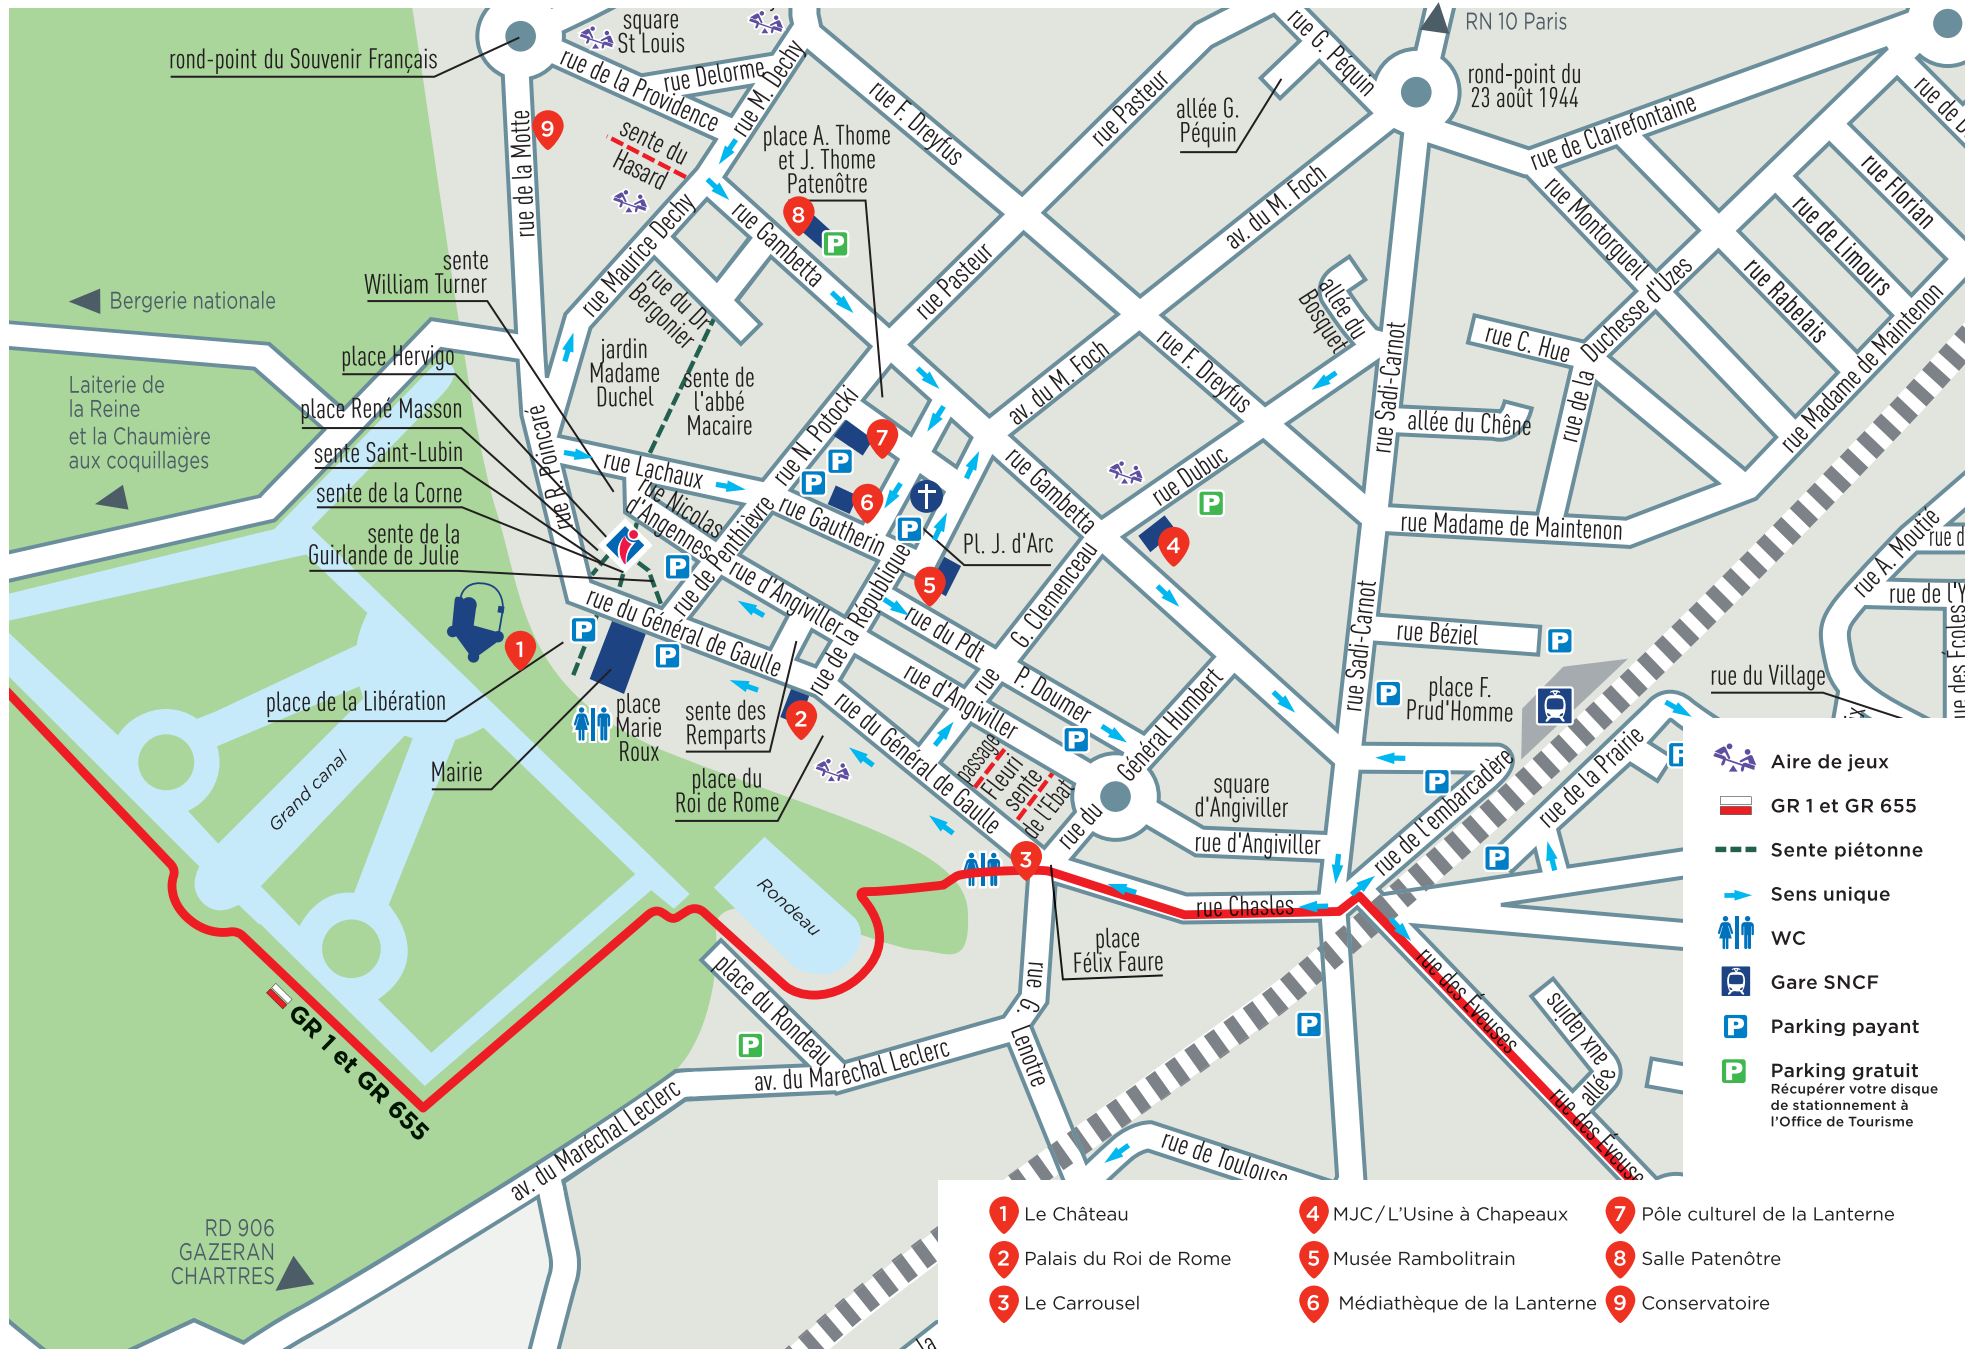 rond-point du Souvenir Français
square
St Louis
rue de la Providence
rue Delorme
rue M. Dechy
rue de la Motte
9
sente du
Hasard
place A. Thome
et J. Thome
Patenôtre
8
P
rue F. Dreyfus
rue Pasteur
rue G. Péquin
allée G.
Péquin
RN 10 Paris
rond-point du
23 août 1944
rue de Clairefontaine
rue Florian
rue de Limours
rue Rabelais
rue Montorgueil
rue de la Duchesse d'Uzes
rue Madame de Maintenon
av. du M. Foch
rue Gambetta
rue Maurice Dechy
rue du Dr
Bergonier
sente
William Turner
Bergerie nationale
Laiterie de
la Reine
et la Chaumière
aux coquillages
place Hervigo
place René Masson
sente Saint-Lubin
sente de la Corne
sente de la
Guirlande de Julie
jardin
Madame
Duchel
sente de
l'abbé
Macaire
rue Pasteur
allée du
Bosquet
rue Sadi-Carnot
rue C. Hue
allée du Chêne
av. du M. Foch
rue F. Dreyfus
rue N. Potocki
7
P
P
6
rue R. Poincaré
rue Lachaux
rue Nicolas
d'Angennes
rue de Penthièvre
rue Gautherin
P
Pl. J. d'Arc
rue Gambetta
rue Dubuc
P
4
rue Madame de Maintenon
rue A. Moutié
5
G. Clemenceau
P
rue d'Angiviller
rue de la République
rue du Pdt
P. Doumer
rue
rue du Général de Gaulle
1
P
P
place de la Libération
Mairie
place
Marie
Roux
sente des
Remparts
2
place du
Roi de Rome
rue d'Angiviller
rue du Général de Gaulle
passage
Fleuri
sente
de l'Ebat
P
rue du
Général Humbert
square
d'Angiviller
rue d'Angiviller
rue Sadi-Carnot
rue Béziel
P
P
place F.
Prud'Homme
P
rue de l'embarcadère
rue de la Prairie
P
P
rue du Village
Grand canal
Rondeau
3
rue Chasles
place
Félix Faure
rue G. Lenotre
place du Rondeau
P
av. du Maréchal Leclerc
av. du Maréchal Leclerc
P
rue des Éveuses
allée aux lapins
rue des Éveuse
rue de Toulouse
GR 1 et GR 655
RD 906
GAZERAN
CHARTRES
Aire de jeux
GR 1 et GR 655
Sente piétonne
Sens unique
WC
Gare SNCF
P Parking payant
P Parking gratuit
Récupérer votre disque
de stationnement à
l'Office de Tourisme
1 Le Château
2 Palais du Roi de Rome
3 Le Carrousel
4 MJC/L'Usine à Chapeaux
5 Musée Rambolitrain
6 Médiathèque de la Lanterne
7 Pôle culturel de la Lanterne
8 Salle Patenôtre
9 Conservatoire